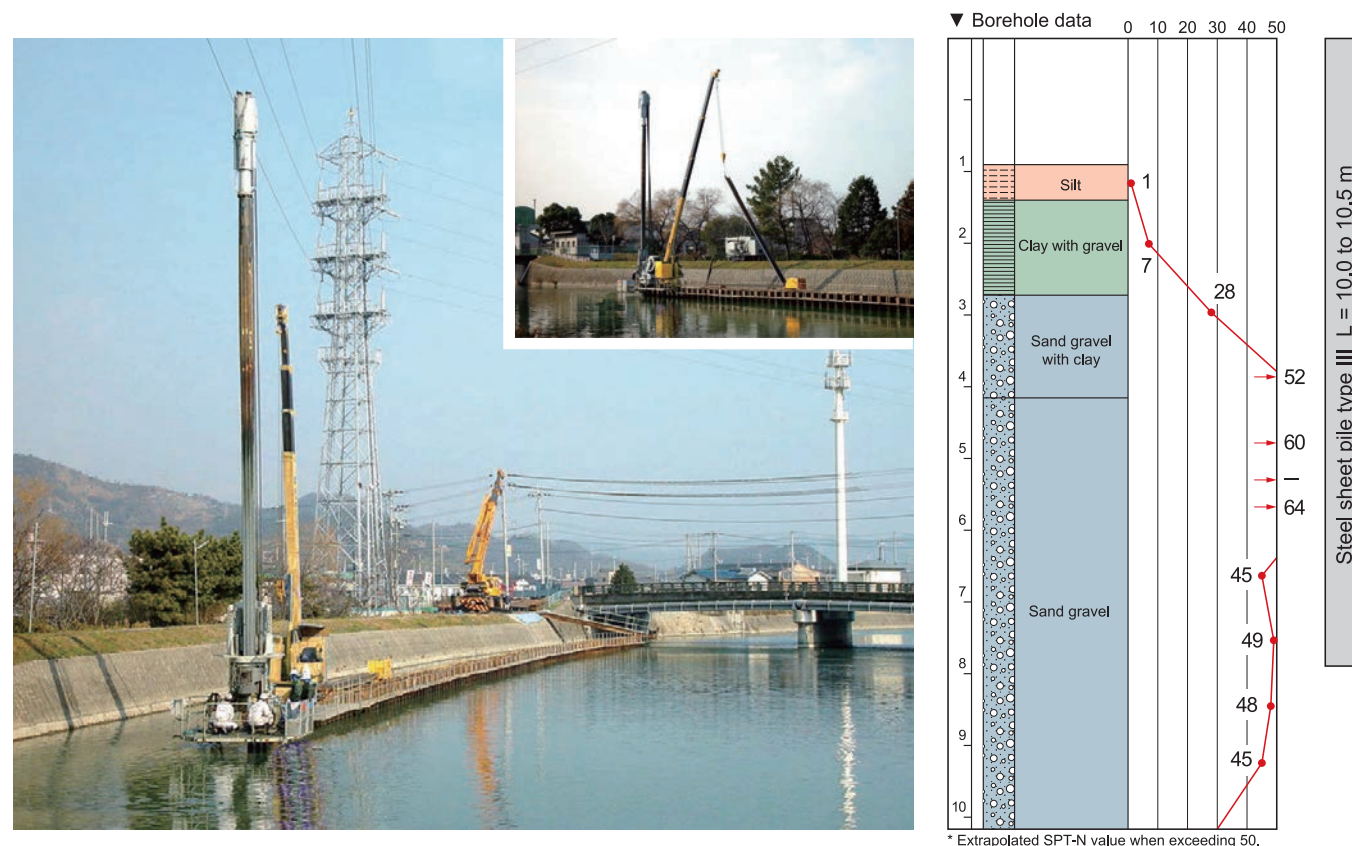 ▼ Borehole data
0 10 20 30 40 50
1
2
3
4
5
6
7
8
9
10
Silt
Clay with gravel
Sand gravel
with clay
Sand gravel
1
7
28
52
60
—
64
45
49
48
45
Steel sheet pile type III L = 10.0 to 10.5 m
* Extrapolated SPT-N value when exceeding 50.